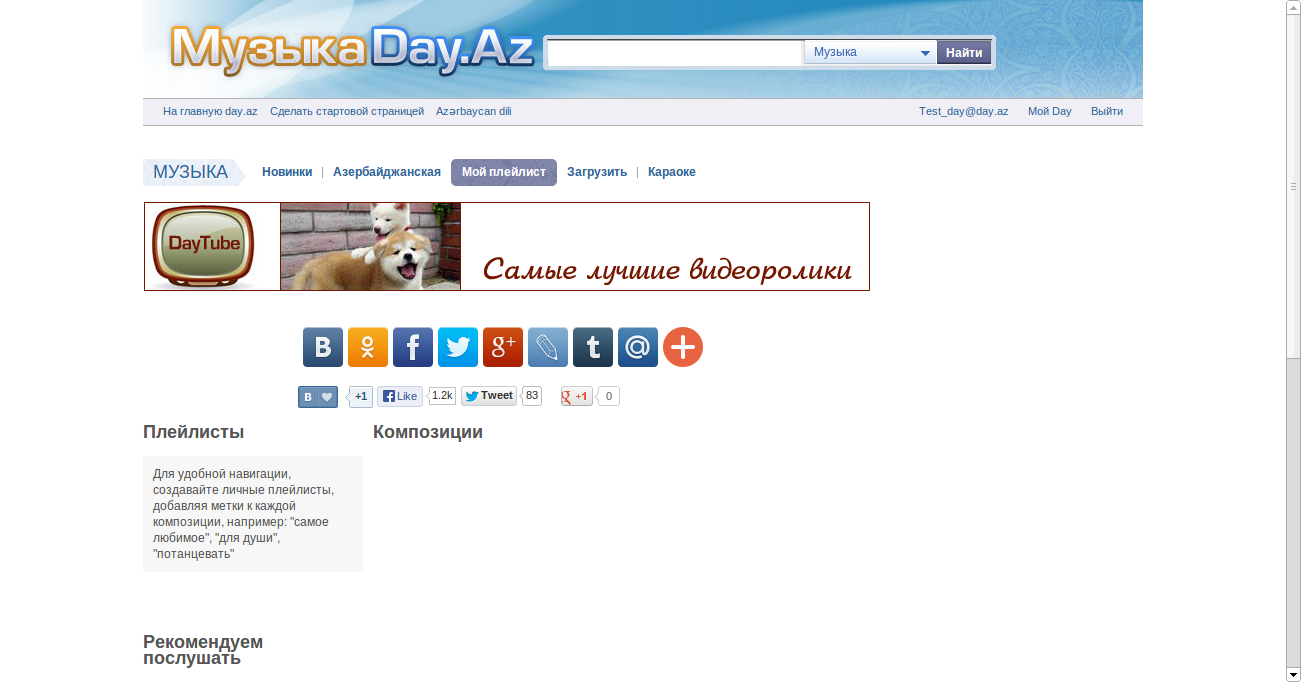 МузыкаDay.Az
Музыка
Найти
На главную day.az Сделать стартовой страницей Azərbaycan dili Test_day@day.az Мой Day Выйти
МУЗЫКА Новинки | Азербайджанская Мой плейлист Загрузить | Караоке
DayTube
Самые лучшие видеоролики
B f g+ t @
B +1 Like 1.2k Tweet 83 g +1 0
Плейлисты Композиции
Для удобной навигации,
создавайте личные плейлисты,
добавляя метки к каждой
композиции, например: "самое
любимое", "для души",
"потанцевать"
Рекомендуем
послушать